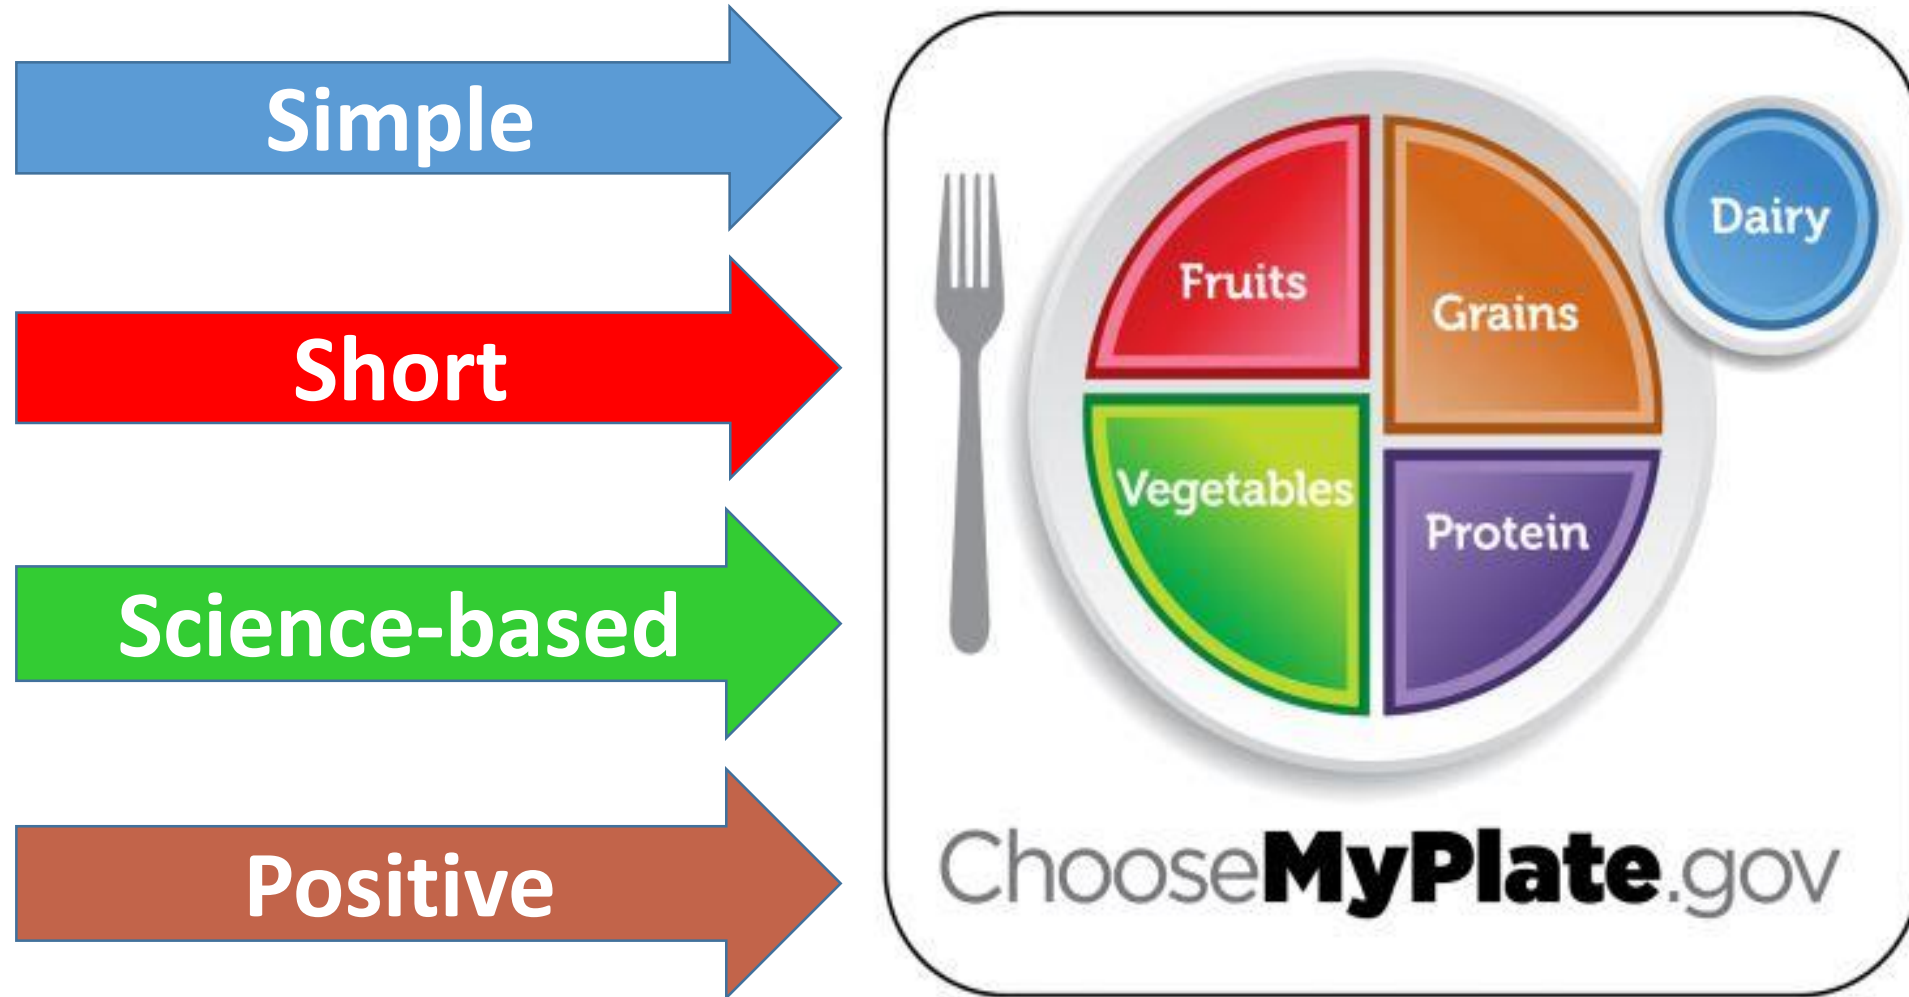 Simple
Short
Science-based
Positive
Fruits
Grains
Dairy
Vegetables
Protein
ChooseMyPlate.gov